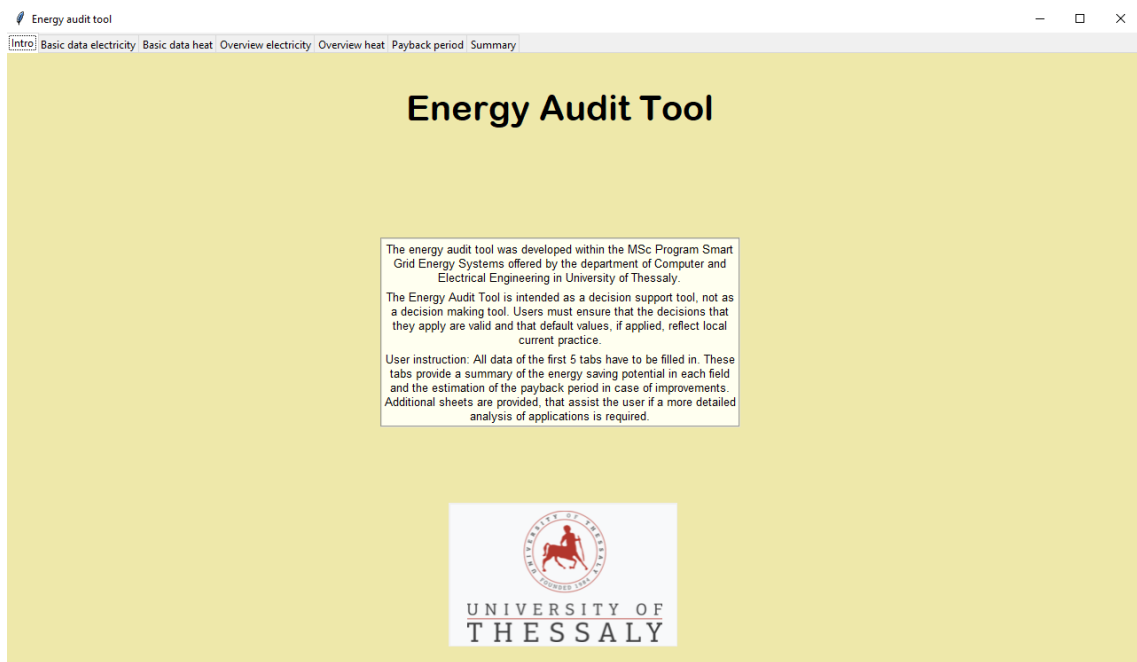 Energy audit tool
Intro Basic data electricity Basic data heat Overview electricity Overview heat Payback period Summary
Energy Audit Tool
The energy audit tool was developed within the MSc Program Smart
Grid Energy Systems offered by the department of Computer and
Electrical Engineering in University of Thessaly.
The Energy Audit Tool is intended as a decision support tool, not as
a decision making tool. Users must ensure that the decisions that
they apply are valid and that default values, if applied, reflect local
current practice.
User instruction: All data of the first 5 tabs have to be filled in. These
tabs provide a summary of the energy saving potential in each field
and the estimation of the payback period in case of improvements.
Additional sheets are provided, that assist the user if a more detailed
analysis of applications is required.
UNIVERSITY OF THESSALY
FOUNDED 1984
UNIVERSITY OF
THESSALY